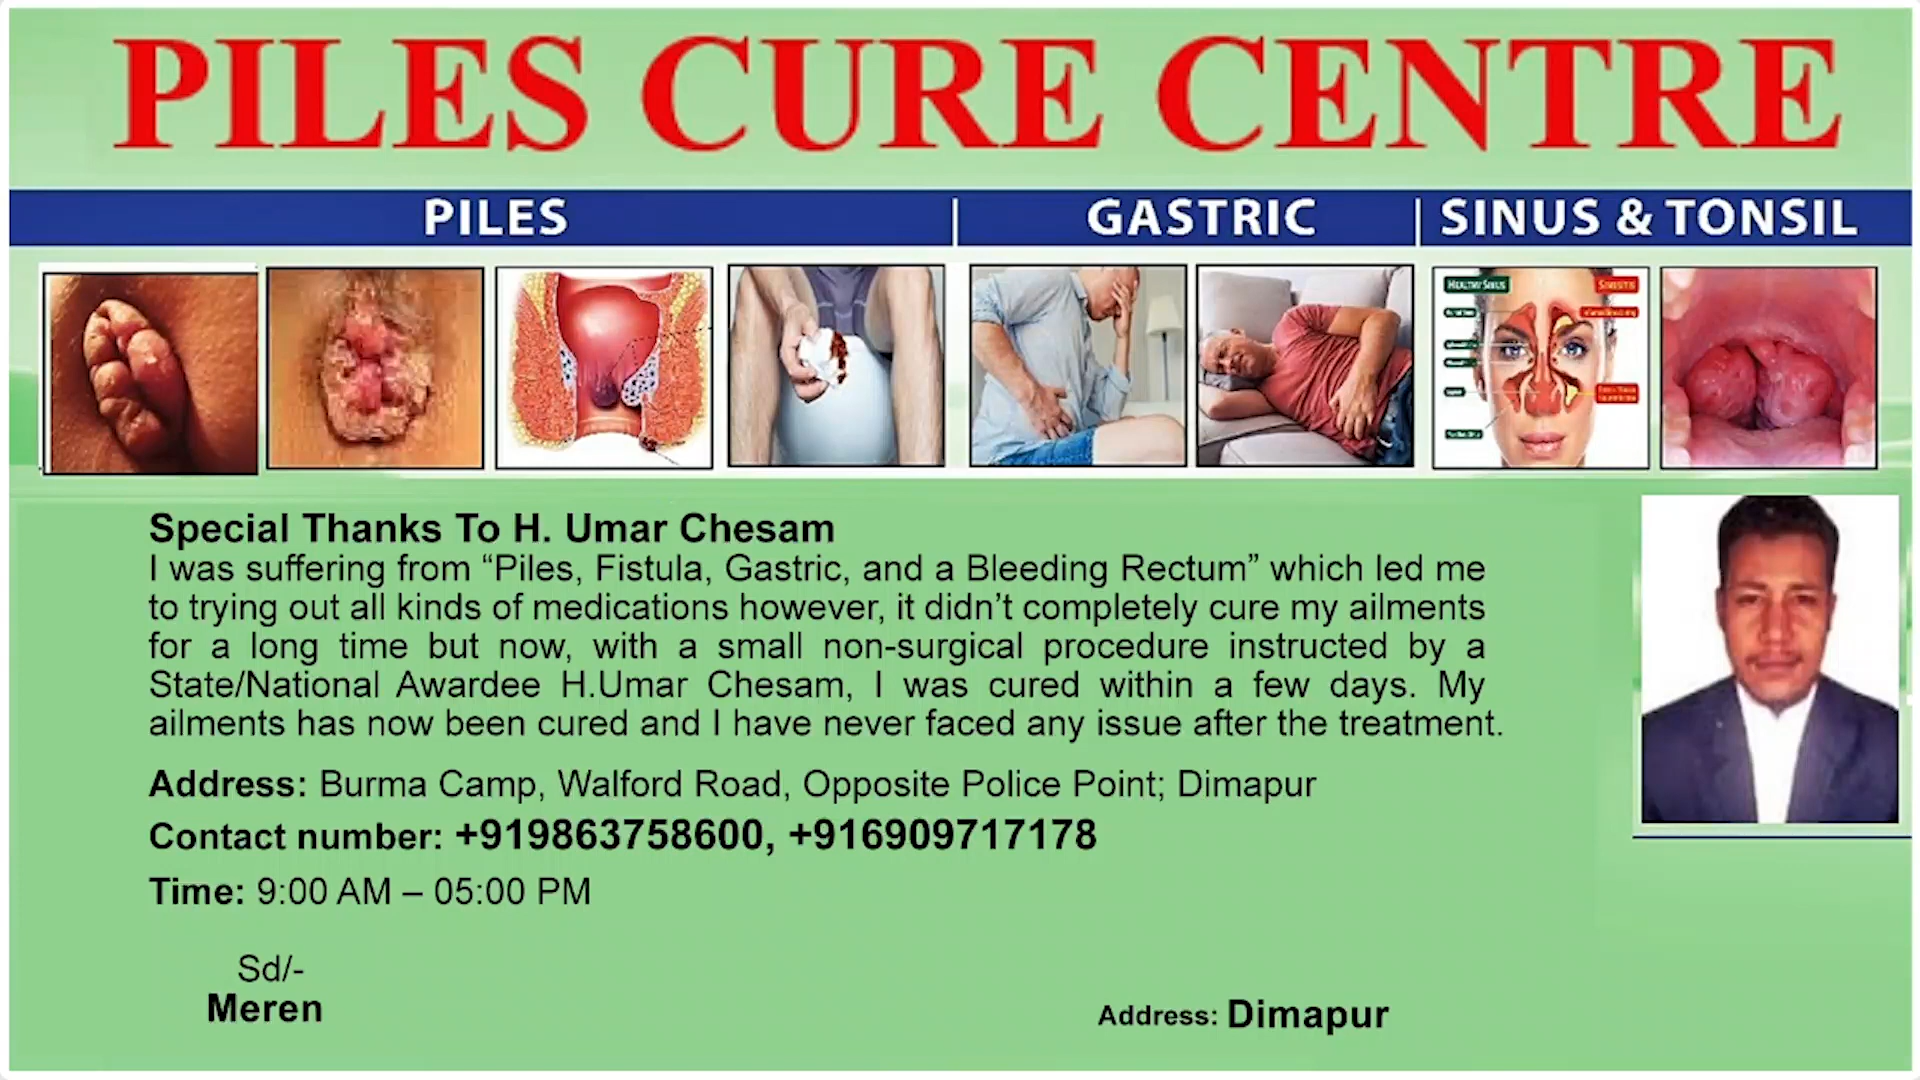 PILES CURE CENTRE
PILES | GASTRIC | SINUS & TONSIL
HEALTHY SINUS
SINUSITIS
Special Thanks To H. Umar Chesam
I was suffering from “Piles, Fistula, Gastric, and a Bleeding Rectum” which led me
to trying out all kinds of medications however, it didn’t completely cure my ailments
for a long time but now, with a small non-surgical procedure instructed by a
State/National Awardee H.Umar Chesam, I was cured within a few days. My
ailments has now been cured and I have never faced any issue after the treatment.
Address: Burma Camp, Walford Road, Opposite Police Point; Dimapur
Contact number: +919863758600, +916909717178
Time: 9:00 AM – 05:00 PM
Sd/-
Meren
Address: Dimapur